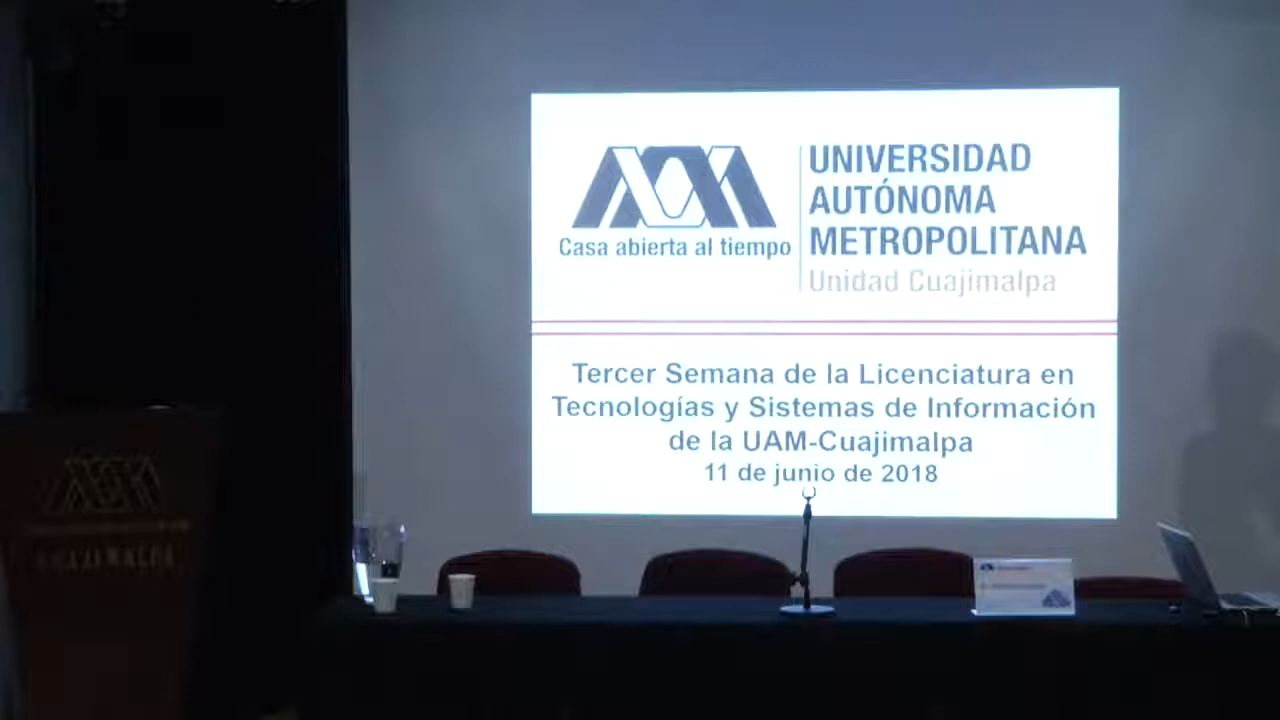 Casa abierta al tiempo
UNIVERSIDAD
AUTÓNOMA
METROPOLITANA
Unidad Cuajimalpa
Tercer Semana de la Licenciatura en
Tecnologías y Sistemas de Información
de la UAM-Cuajimalpa
11 de junio de 2018